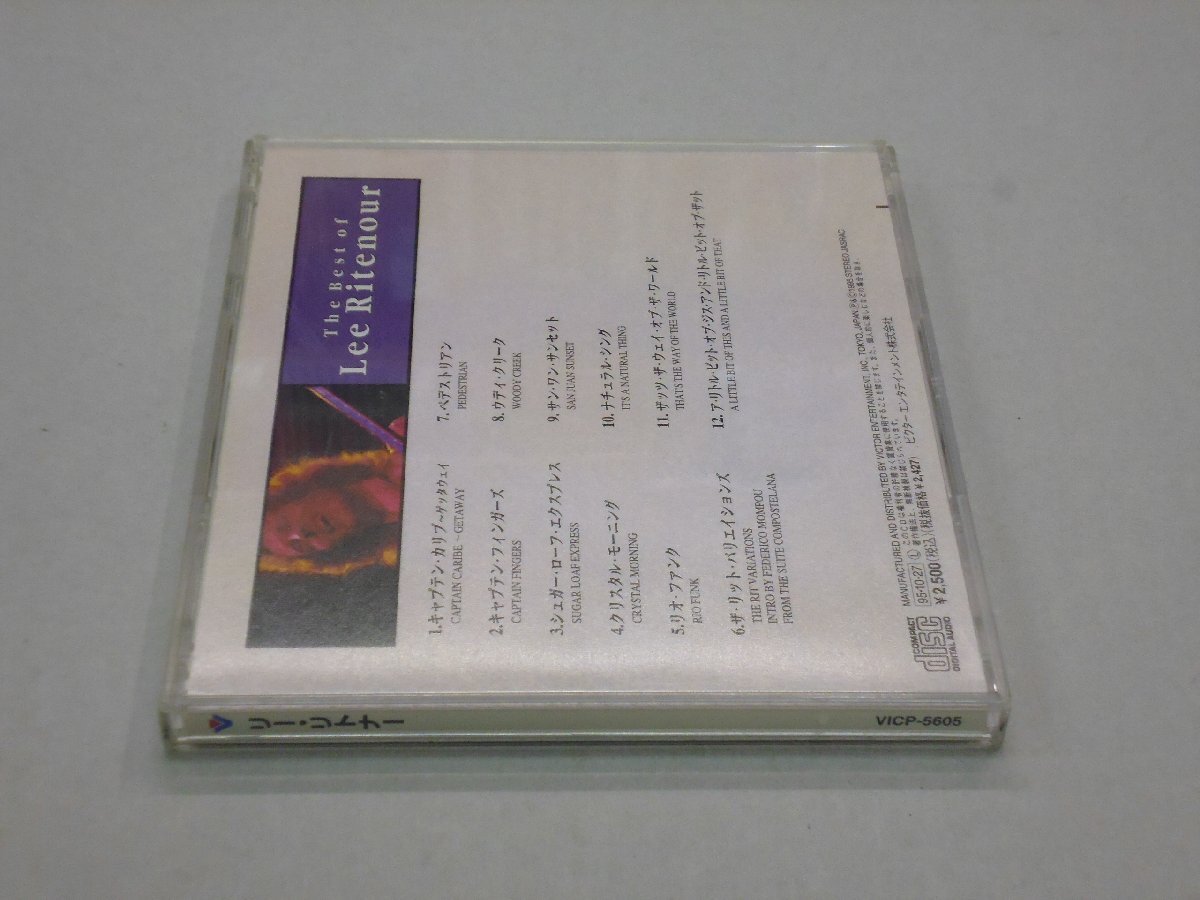 The Best of
Lee Ritenour
1.キャプテン・カリブ〜ゲッタウェイ
CAPTAIN CARIBE ~ GETAWAY
2.キャプテン・フィンガーズ
CAPTAIN FINGERS
3.シュガー・ローフ・エクスプレス
SUGAR LOAF EXPRESS
4.クリスタル・モーニング
CRYSTAL MORNING
5.リオ・ファンク
RIO FUNK
6.ザ・リット・バリエイションズ
THE RIT VARIATIONS
INTRO BY FEDERICO MOMPOU
FROM THE SUITE COMPOSTELANA
7.ペデストリアン
PEDESTRIAN
8.ウディ・クリーク
WOODY CREEK
9.サン・ワン・サンセット
SAN JUAN SUNSET
10.ナチュラル・シング
IT'S A NATURAL THING
11.ザッツ・ザ・ウェイ・オブ・ザ・ワールド
THAT'S THE WAY OF THE WORLD
12.ア・リトル・ビット・オブ・ジス・アンド・リトル・ビット・オブ・ザット
A LITTLE BIT OF THIS AND A LITTLE BIT OF THAT
COMPACT
disc
DIGITAL AUDIO
MANUFACTURED AND DISTRIBUTED BY VICTOR ENTERTAINMENT, INC., TOKYO, JAPAN ℗©1995 STEREO JASRAC
95・10・27 Ⓛ
¥2,500(税込)(税抜価格¥2,427) ビクターエンタテインメント株式会社
リー・リトナー
VICP-5605